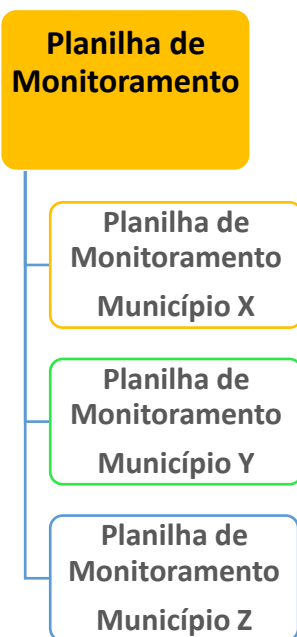 Planilha de
Monitoramento
Planilha de
Monitoramento
Município X
Planilha de
Monitoramento
Município Y
Planilha de
Monitoramento
Município Z